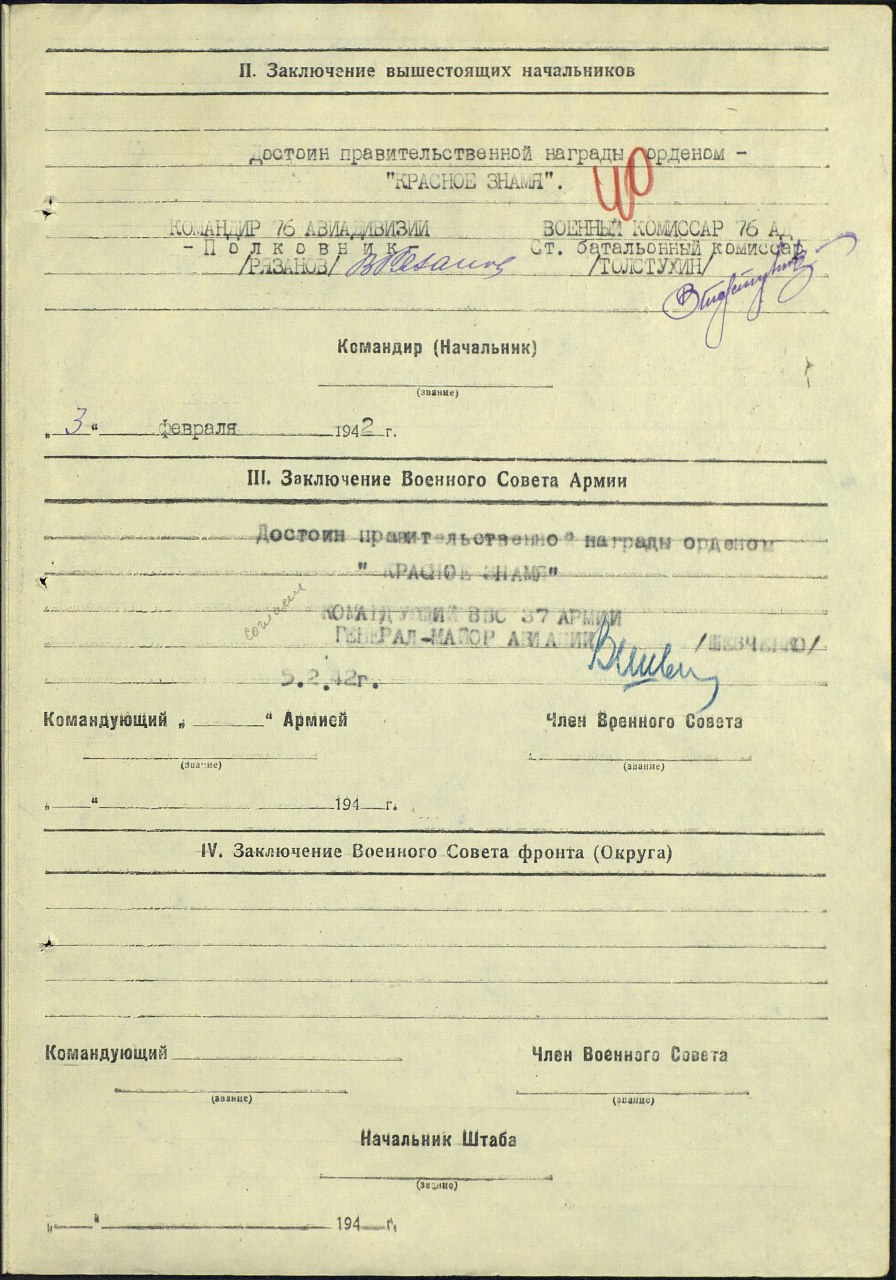 II. Заключение вышестоящих начальников
Достоин правительственной награды орденом -
"КРАСНОЕ ЗНАМЯ".
40
КОМАНДИР 76 АВИАДИВИЗИИ ВОЕННЫЙ КОМИССАР 76 АД
- Полковник Ст. батальонный комиссар
/РЯЗАНОВ/ /ТОЛСТУХИН/
Командир (Начальник)
(звание)
„3“ февраля 1942 г.
III. Заключение Военного Совета Армии
Достоин правительственной награды орденом
"КРАСНОЕ ЗНАМЯ"
согласен
КОМАНДУЮЩИЙ ВВС 37 АРМИИ
ГЕНЕРАЛ-МАЙОР АВИАЦИИ /ШЕВЧЕНКО/
5.2.42г.
Командующий „ “ Армией Член Военного Совета
(звание) (звание)
„ “ 194 г.
IV. Заключение Военного Совета фронта (Округа)
Командующий Член Военного Совета
(звание) (звание)
Начальник Штаба
(звание)
„ “ 194 г.